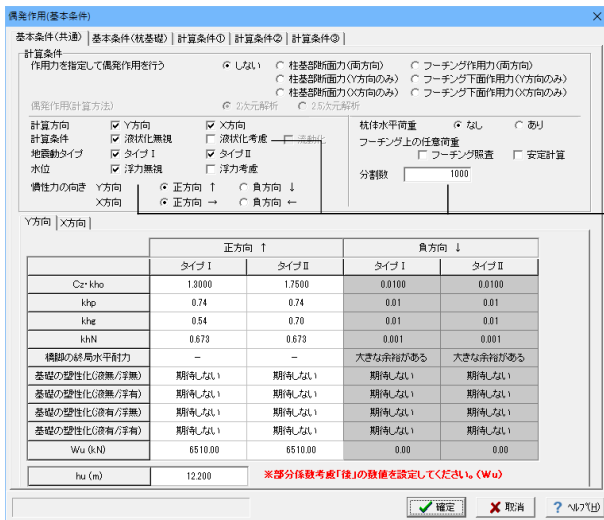 偶発作用(基本条件)
基本条件(共通) 基本条件(杭基礎) 計算条件① 計算条件② 計算条件③
計算条件
作用力を指定して偶発作用を行う しない 柱基部断面力(両方向) フーチング作用力(両方向)
柱基部断面力(Y方向のみ) フーチング下面作用力(Y方向のみ)
柱基部断面力(X方向のみ) フーチング下面作用力(X方向のみ)
偶発作用(計算方法) 2次元解析 2.5次元解析
計算方向 Y方向 X方向
計算条件 液状化無視 液状化考慮 流動化
地震動タイプ タイプⅠ タイプⅡ
水位 浮力無視 浮力考慮
慣性力の向き Y方向 正方向 ↑ 負方向 ↓
X方向 正方向 → 負方向 ←
杭体水平荷重 なし あり
フーチング上の任意荷重
フーチング照査 安定計算
分割数 1000
Y方向 X方向
正方向 ↑ 負方向 ↓
タイプⅠ タイプⅡ タイプⅠ タイプⅡ
Cz・kho 1.3000 1.7500 0.0100 0.0100
khp 0.74 0.74 0.01 0.01
khg 0.54 0.70 0.01 0.01
khN 0.673 0.673 0.001 0.001
橋脚の終局水平耐力 － － 大きな余裕がある 大きな余裕がある
基礎の塑性化(液無/浮無) 期待しない 期待しない 期待しない 期待しない
基礎の塑性化(液無/浮有) 期待しない 期待しない 期待しない 期待しない
基礎の塑性化(液有/浮無) 期待しない 期待しない 期待しない 期待しない
基礎の塑性化(液有/浮有) 期待しない 期待しない 期待しない 期待しない
Wu (kN) 6510.00 6510.00 0.00 0.00
hu (m) 12.200 ※部分係数考慮「後」の数値を設定してください。(Wu)
確定 取消 ? ヘルプ(H)